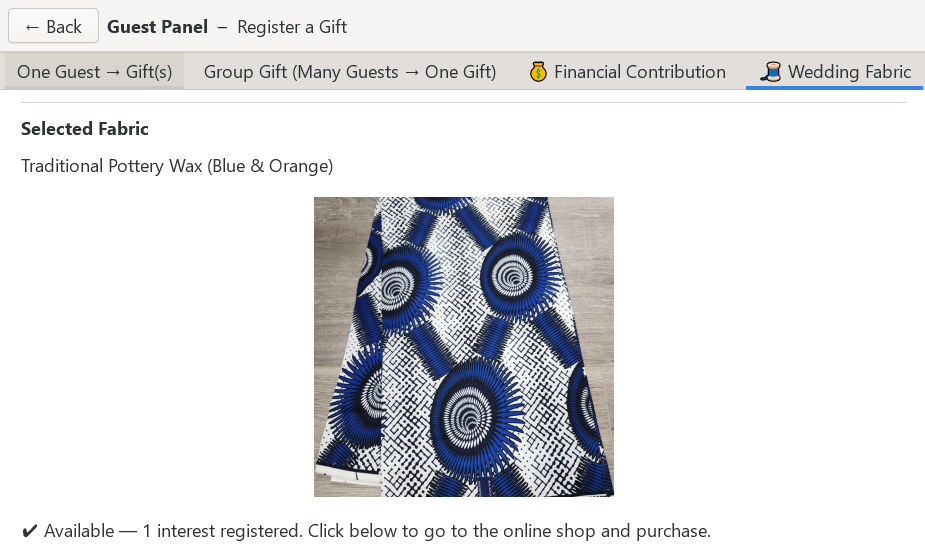 ← Back Guest Panel – Register a Gift
One Guest → Gift(s) Group Gift (Many Guests → One Gift) 💰 Financial Contribution 🧵 Wedding Fabric
Selected Fabric
Traditional Pottery Wax (Blue & Orange)
✔ Available — 1 interest registered. Click below to go to the online shop and purchase.